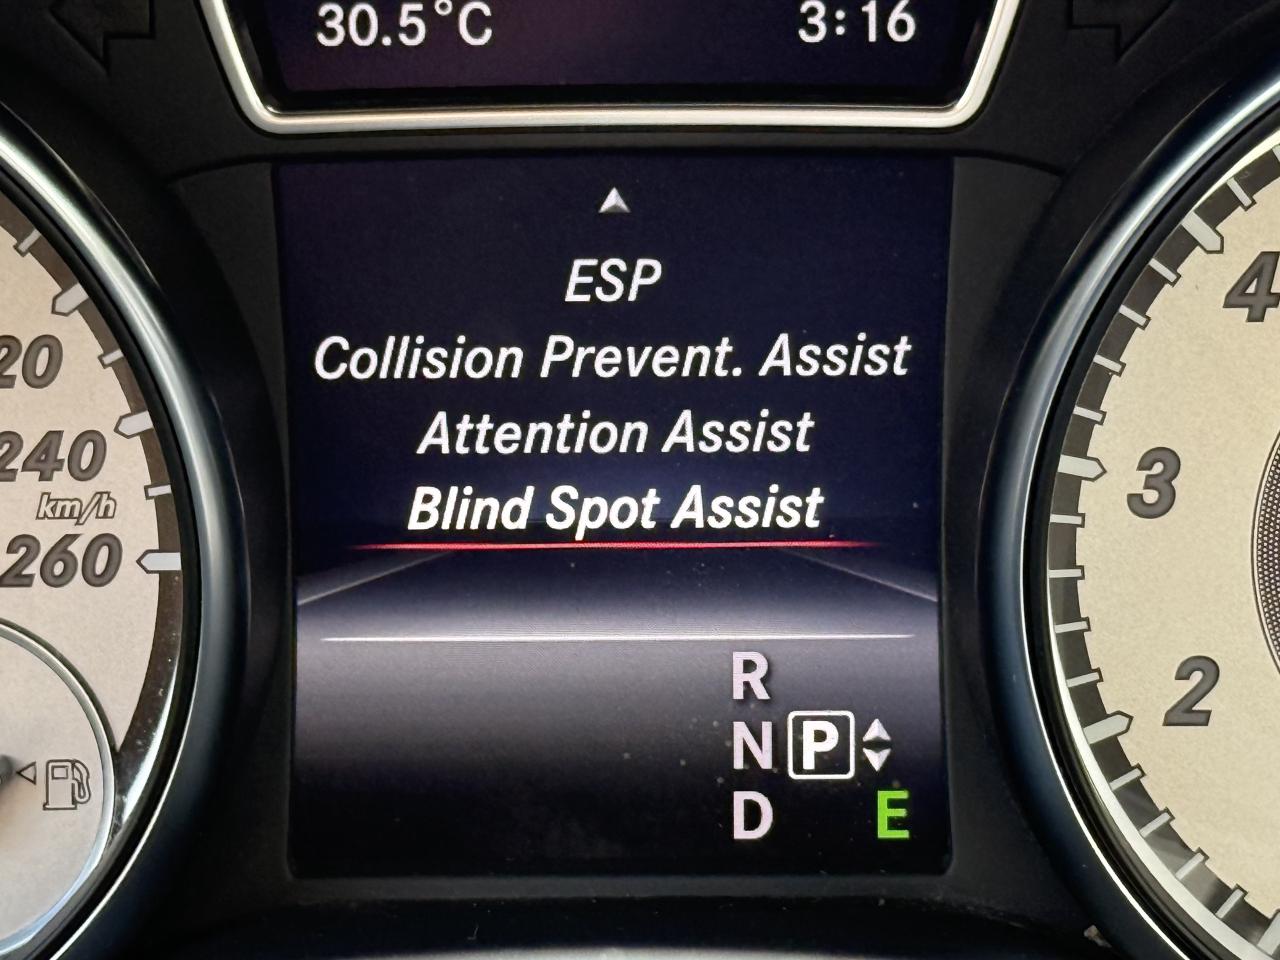 30.5°C 3:16
ESP
Collision Prevent. Assist
Attention Assist
Blind Spot Assist
20
240
km/h
260
4
3
2
R
N P
D E